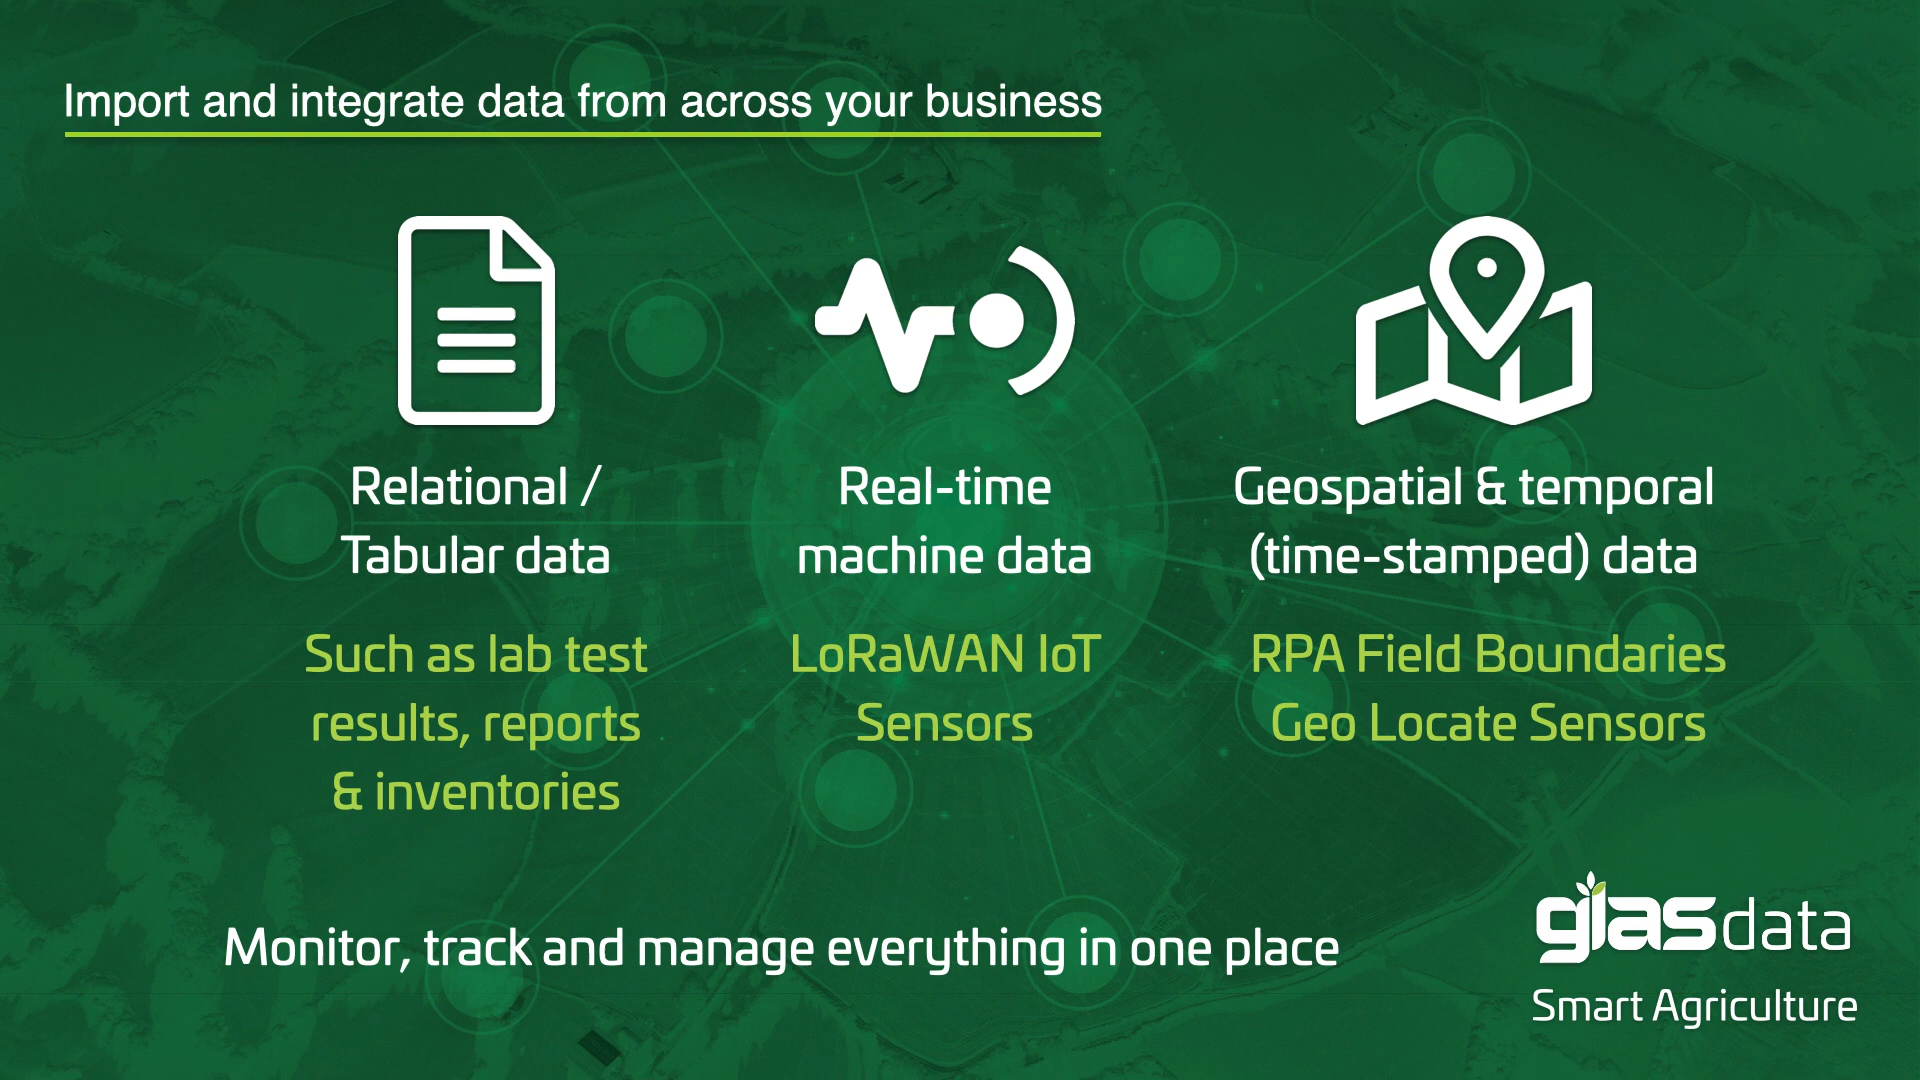 Import and integrate data from across your business
Relational /
Tabular data
Such as lab test
results, reports
& inventories
Real-time
machine data
LoRaWAN IoT
Sensors
Geospatial & temporal
(time-stamped) data
RPA Field Boundaries
Geo Locate Sensors
Monitor, track and manage everything in one place
glasdata
Smart Agriculture